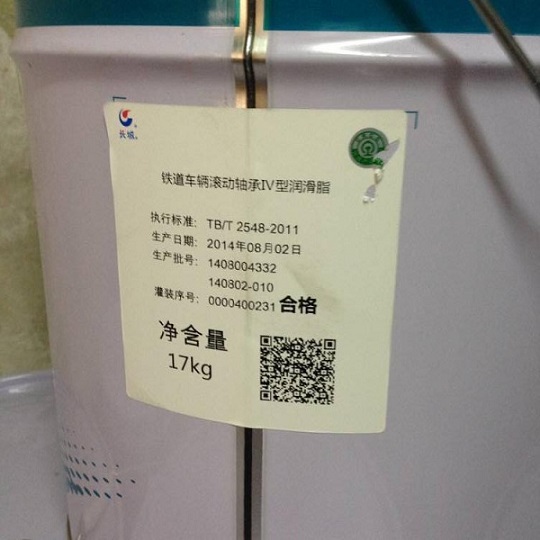 长城
铁道车辆滚动轴承IV型润滑脂
执行标准: TB/T 2548-2011
生产日期: 2014年08月02日
生产批号: 1408004332
140802-010
灌装序号: 0000400231 合格
净含量
17kg